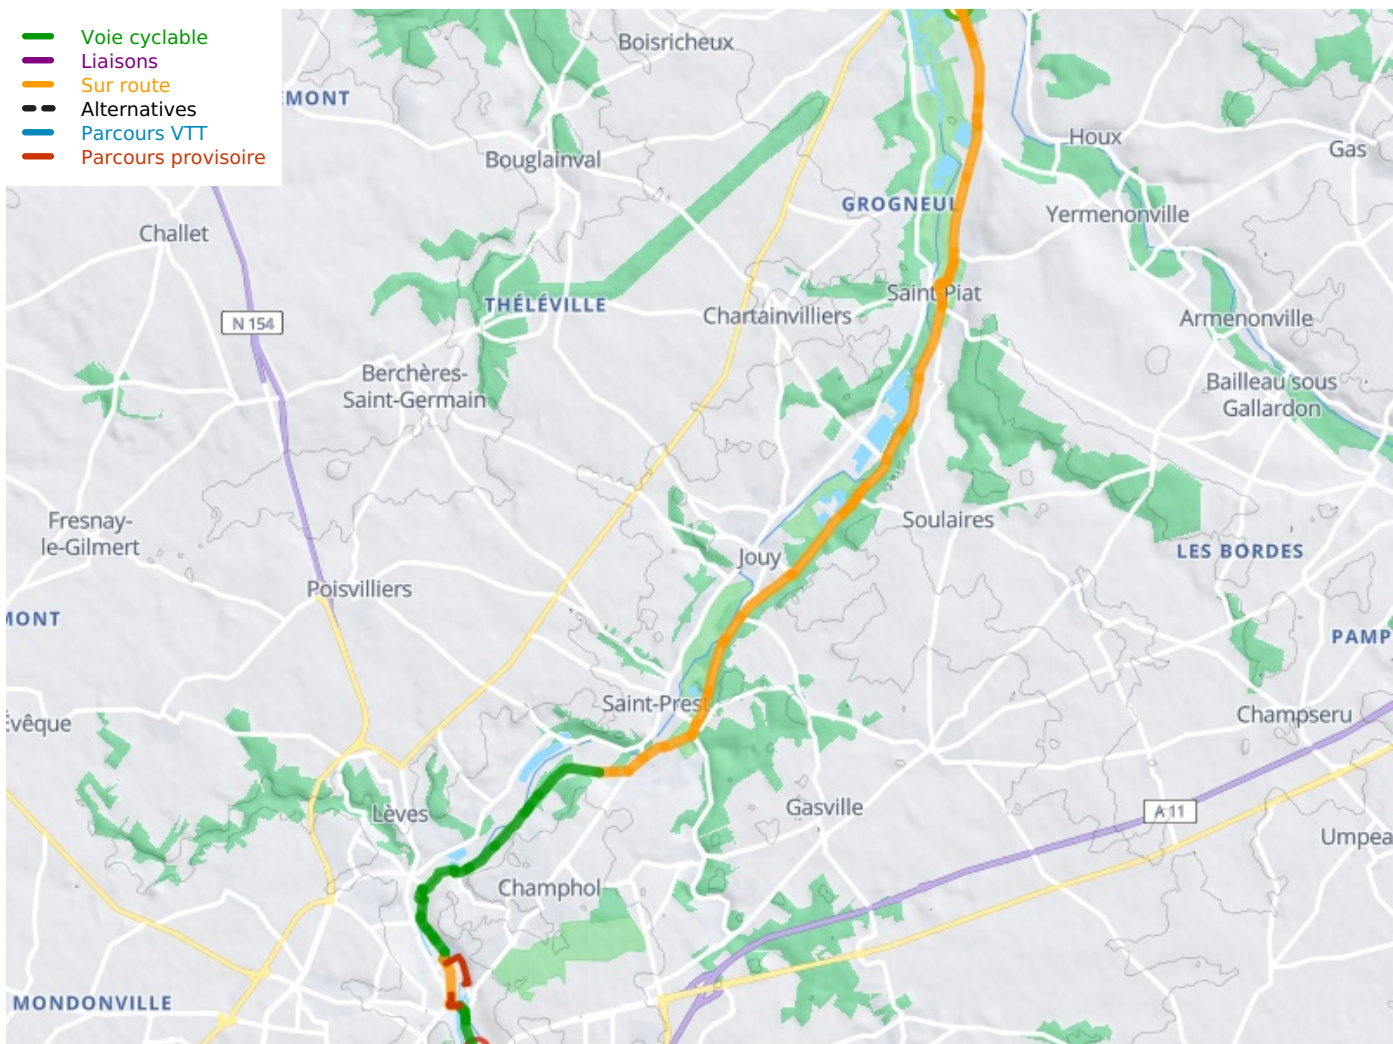 Voie cyclable
Liaisons
Sur route
Alternatives
Parcours VTT
Parcours provisoire
Boisricheux
EMONT
Houx
Gas
Bouglainval
GROGNEUL
Yermenonville
Challet
Saint-Piat
THÉLÉVILLE
Chartainvilliers
Armenonville
N 154
Berchères-
Saint-Germain
Bailleau sous
Gallardon
Fresnay-
le-Gilmert
Soulaires
LES BORDES
Jouy
Poisvilliers
MONT
PAMP
Saint-Prest
Évêque
Champseru
Lèves
Gasville
A 11
Umpea
Champhol
MONDONVILLE